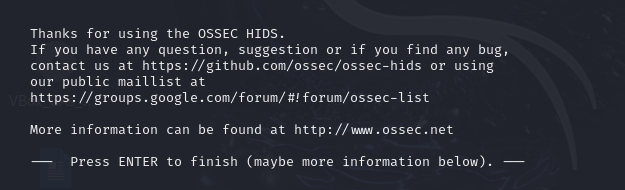 Thanks for using the OSSEC HIDS.
If you have any question, suggestion or if you find any bug,
contact us at https://github.com/ossec/ossec-hids or using
our public maillist at
https://groups.google.com/forum/#!forum/ossec-list
More information can be found at http://www.ossec.net
--- Press ENTER to finish (maybe more information below). ---